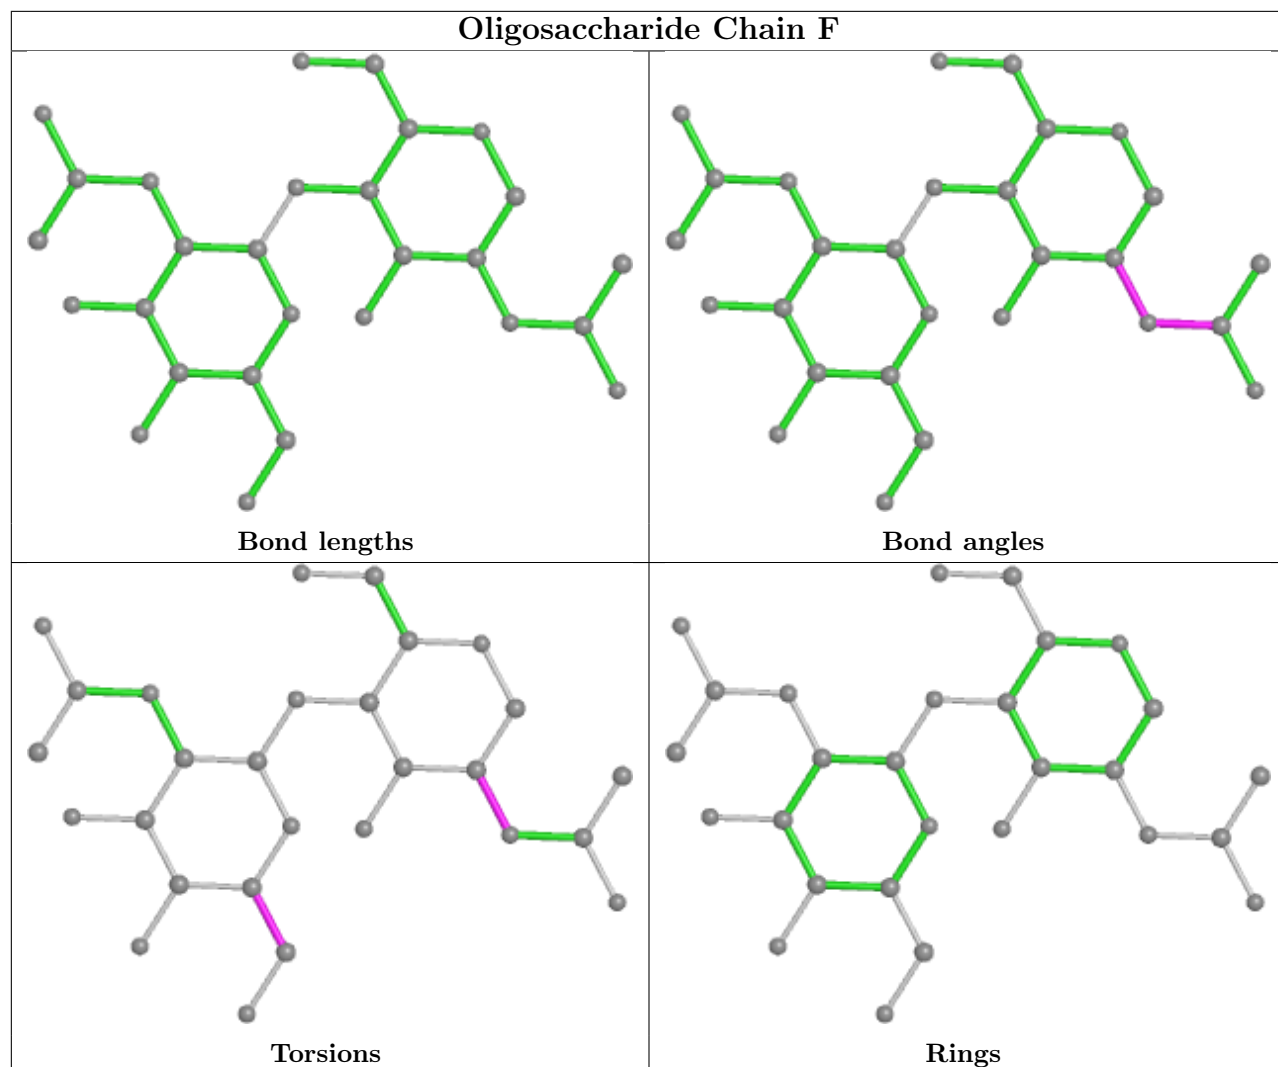 Oligosaccharide Chain F
Bond lengths
Bond angles
Torsions
Rings